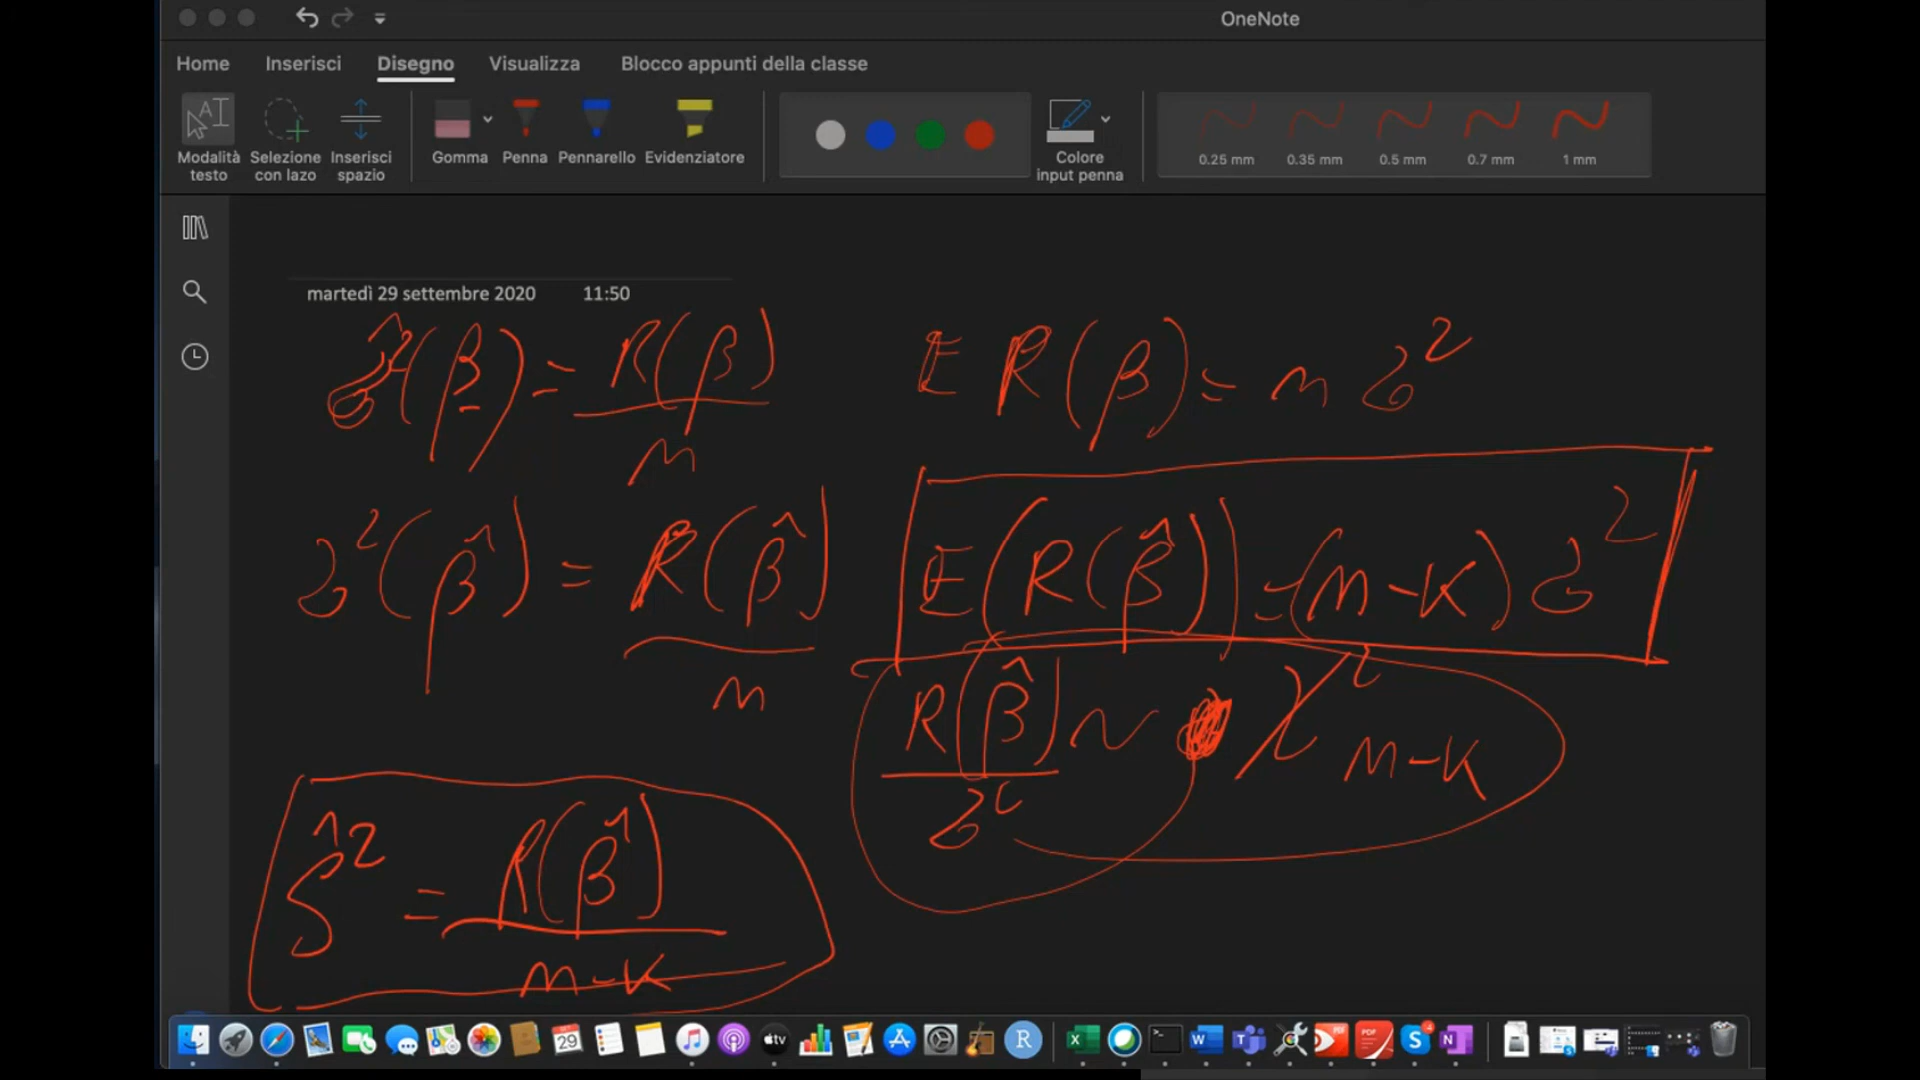 OneNote
Home Inserisci Disegno Visualizza Blocco appunti della classe
Modalità testo Selezione con lazo Inserisci spazio Gomma Penna Pennarello Evidenziatore Colore input penna 0.25 mm 0.35 mm 0.5 mm 0.7 mm 1 mm
martedì 29 settembre 2020 11:50
σ̂²(β) = R(β) / n
E R(β) = n σ²
σ²(β̂) = R(β̂) / n
E(R(β̂)) = (n-K) σ²
R(β̂) / σ² ~ χ² n-K
Ŝ² = R(β̂) / n-K